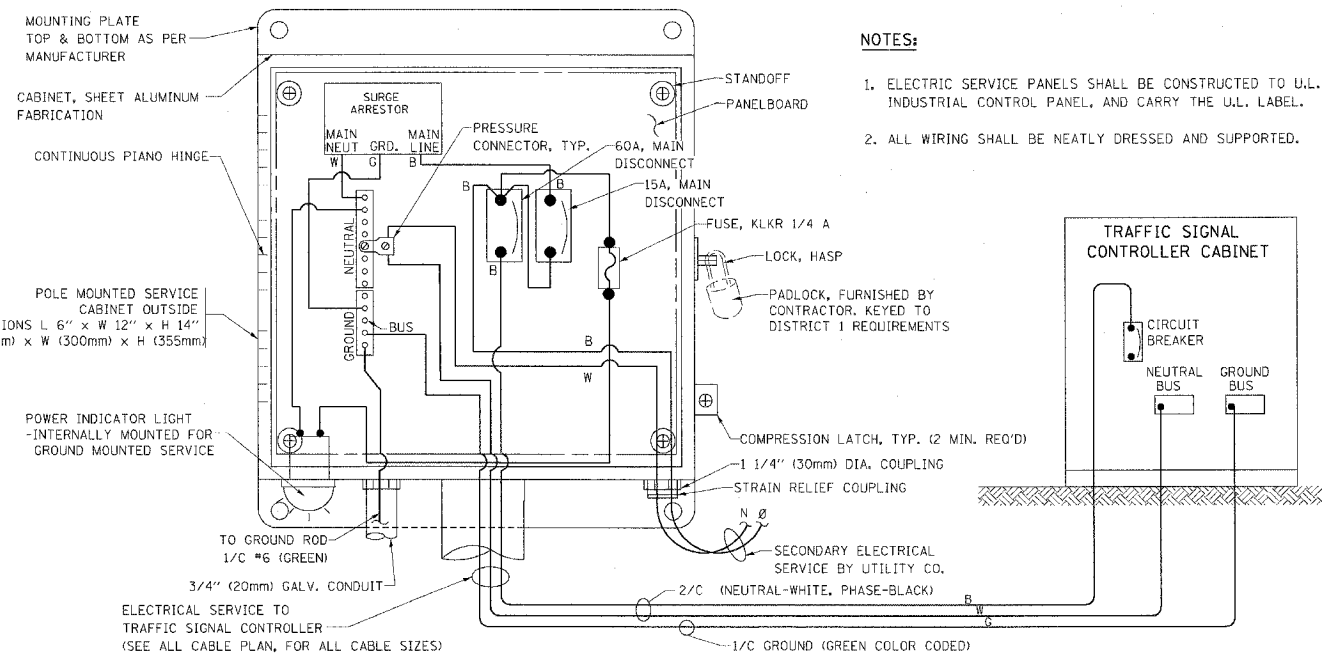 MOUNTING PLATE
TOP & BOTTOM AS PER
MANUFACTURER
CABINET, SHEET ALUMINUM
FABRICATION
CONTINUOUS PIANO HINGE
POLE MOUNTED SERVICE
CABINET OUTSIDE
IONS L 6" x W 12" x H 14"
m) x W (300mm) x H (355mm)
POWER INDICATOR LIGHT
-INTERNALLY MOUNTED FOR
GROUND MOUNTED SERVICE
SURGE
ARRESTOR
MAIN
NEUT
GRD.
MAIN
LINE
W
G
B
NEUTRAL
GROUND
BUS
PRESSURE
CONNECTOR, TYP.
STANDOFF
PANELBOARD
60A, MAIN
DISCONNECT
15A, MAIN
DISCONNECT
B
B
B
FUSE, KLKR 1/4 A
LOCK, HASP
PADLOCK, FURNISHED BY
CONTRACTOR. KEYED TO
DISTRICT 1 REQUIREMENTS
B
W
COMPRESSION LATCH, TYP. (2 MIN. REQ'D)
1 1/4" (30mm) DIA. COUPLING
STRAIN RELIEF COUPLING
N Ø
SECONDARY ELECTRICAL
SERVICE BY UTILITY CO.
TO GROUND ROD
1/C #6 (GREEN)
3/4" (20mm) GALV. CONDUIT
ELECTRICAL SERVICE TO
TRAFFIC SIGNAL CONTROLLER
(SEE ALL CABLE PLAN, FOR ALL CABLE SIZES)
2/C (NEUTRAL-WHITE, PHASE-BLACK)
B
W
G
1/C GROUND (GREEN COLOR CODED)
NOTES:
1. ELECTRIC SERVICE PANELS SHALL BE CONSTRUCTED TO U.L.
INDUSTRIAL CONTROL PANEL, AND CARRY THE U.L. LABEL.
2. ALL WIRING SHALL BE NEATLY DRESSED AND SUPPORTED.
TRAFFIC SIGNAL
CONTROLLER CABINET
CIRCUIT
BREAKER
NEUTRAL
BUS
GROUND
BUS